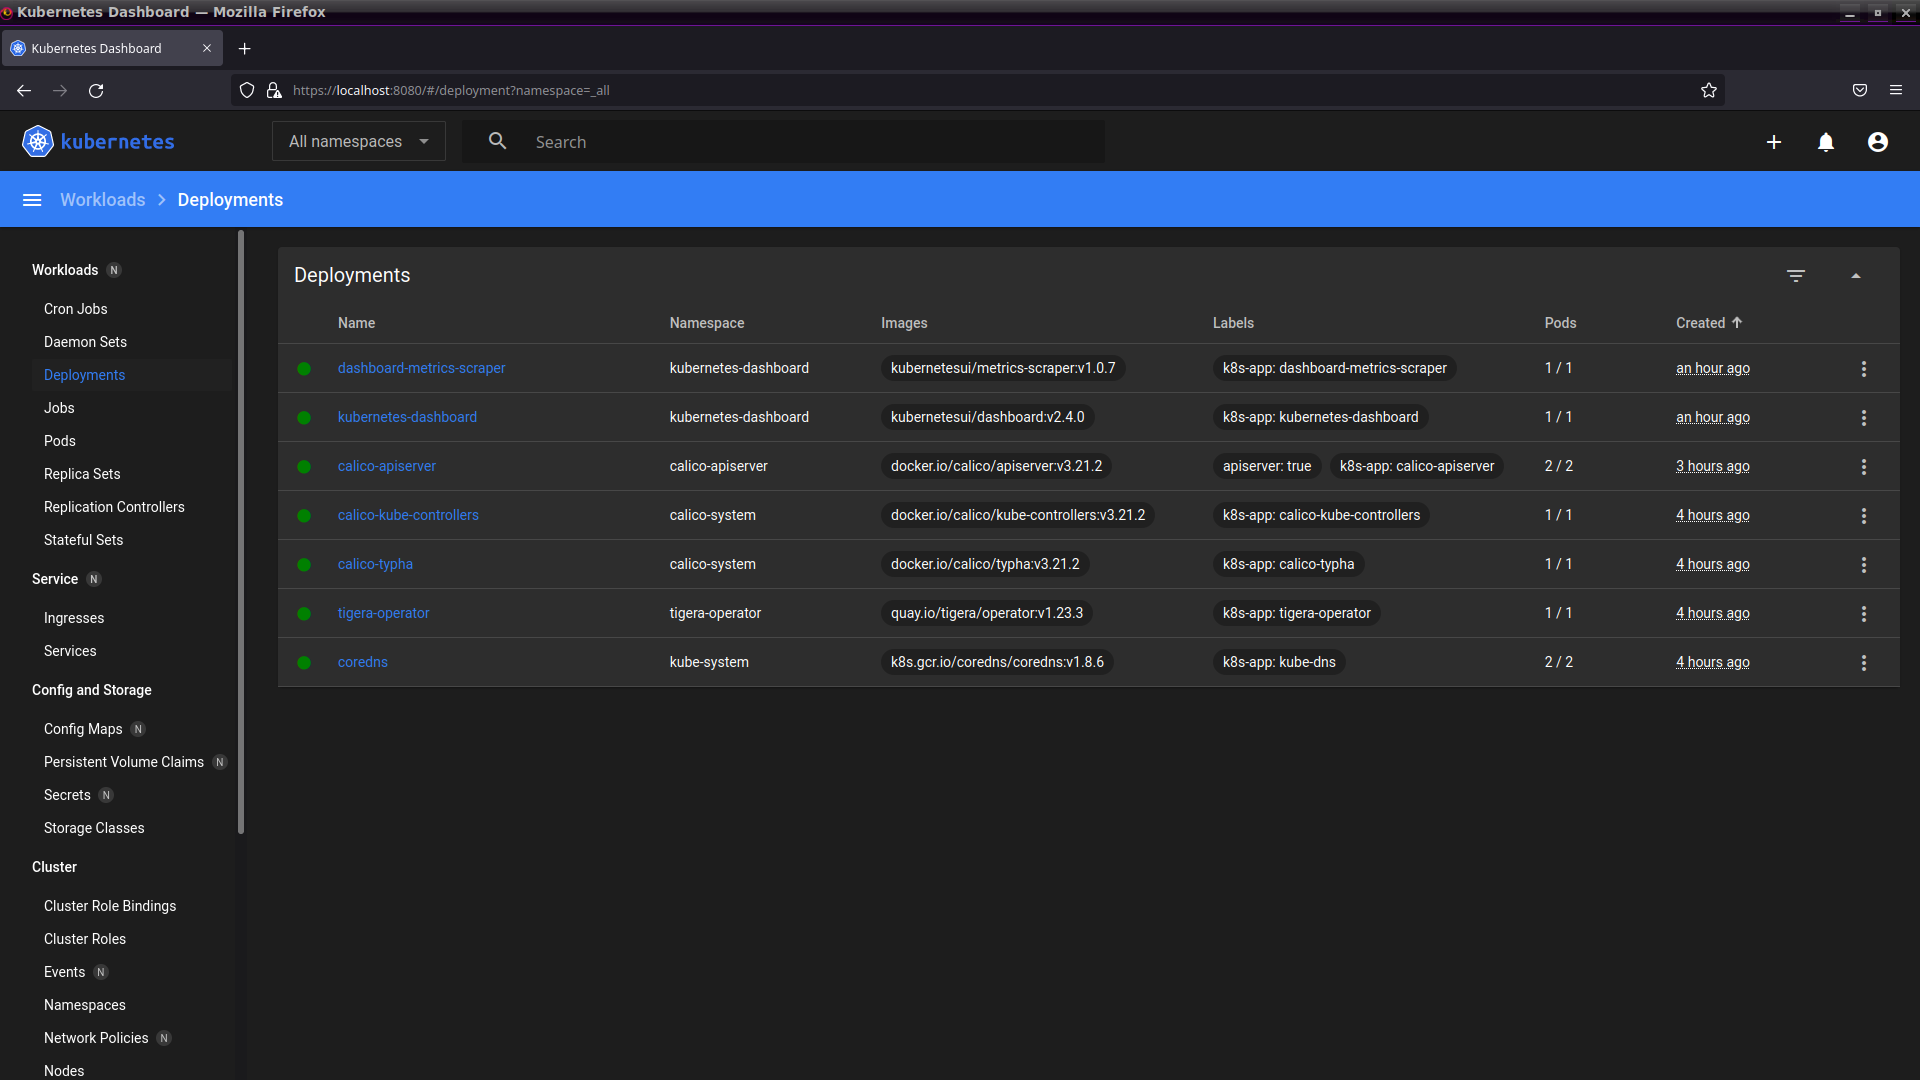 Kubernetes Dashboard — Mozilla Firefox
Kubernetes Dashboard
https://localhost:8080/#/deployment?namespace=_all
kubernetes
All namespaces
Search
Workloads
Deployments
Workloads N
Cron Jobs
Daemon Sets
Deployments
Jobs
Pods
Replica Sets
Replication Controllers
Stateful Sets
Service N
Ingresses
Services
Config and Storage
Config Maps N
Persistent Volume Claims N
Secrets N
Storage Classes
Cluster
Cluster Role Bindings
Cluster Roles
Events N
Namespaces
Network Policies N
Nodes
Deployments
Name Namespace Images Labels Pods Created
dashboard-metrics-scraper kubernetes-dashboard kubernetesui/metrics-scraper:v1.0.7 k8s-app: dashboard-metrics-scraper 1 / 1 an hour ago
kubernetes-dashboard kubernetes-dashboard kubernetesui/dashboard:v2.4.0 k8s-app: kubernetes-dashboard 1 / 1 an hour ago
calico-apiserver calico-apiserver docker.io/calico/apiserver:v3.21.2 apiserver: true k8s-app: calico-apiserver 2 / 2 3 hours ago
calico-kube-controllers calico-system docker.io/calico/kube-controllers:v3.21.2 k8s-app: calico-kube-controllers 1 / 1 4 hours ago
calico-typha calico-system docker.io/calico/typha:v3.21.2 k8s-app: calico-typha 1 / 1 4 hours ago
tigera-operator tigera-operator quay.io/tigera/operator:v1.23.3 k8s-app: tigera-operator 1 / 1 4 hours ago
coredns kube-system k8s.gcr.io/coredns/coredns:v1.8.6 k8s-app: kube-dns 2 / 2 4 hours ago